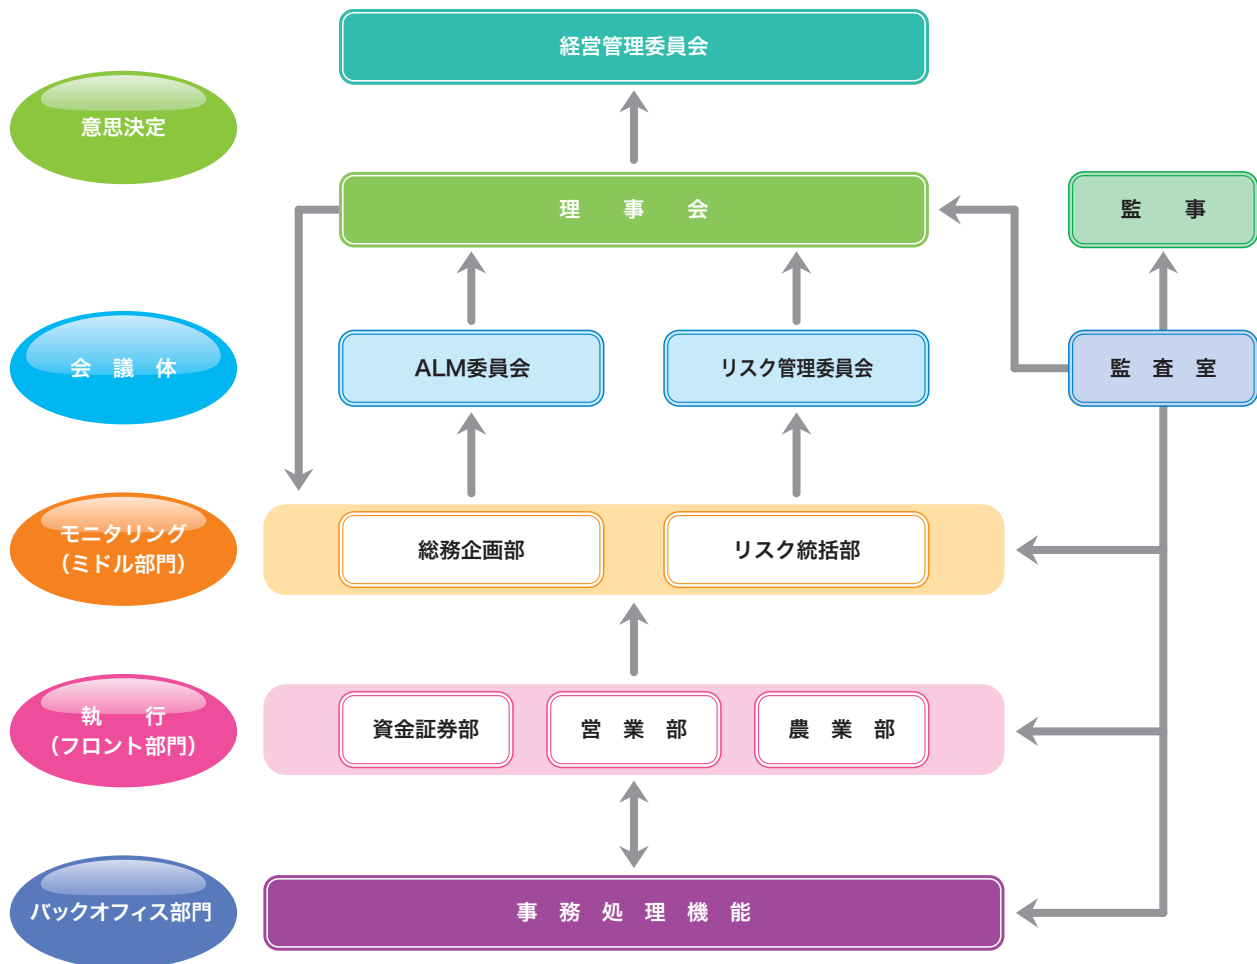 経営管理委員会
意思決定
理　事　会
監　事
会　議　体
ALM委員会
リスク管理委員会
監　査　室
モニタリング
（ミドル部門）
総務企画部
リスク統括部
執　行
（フロント部門）
資金証券部
営　業　部
農　業　部
バックオフィス部門
事　務　処　理　機　能